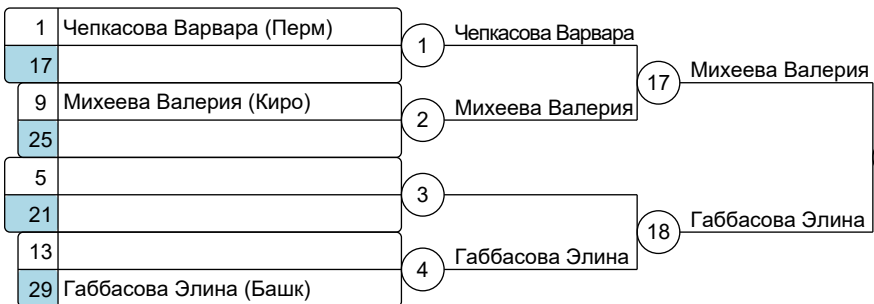 1 Чепкасова Варвара (Перм)
17
9 Михеева Валерия (Киро)
25
5
21
13
29 Габбасова Элина (Башк)
1 Чепкасова Варвара
2 Михеева Валерия
3
4 Габбасова Элина
17 Михеева Валерия
18 Габбасова Элина